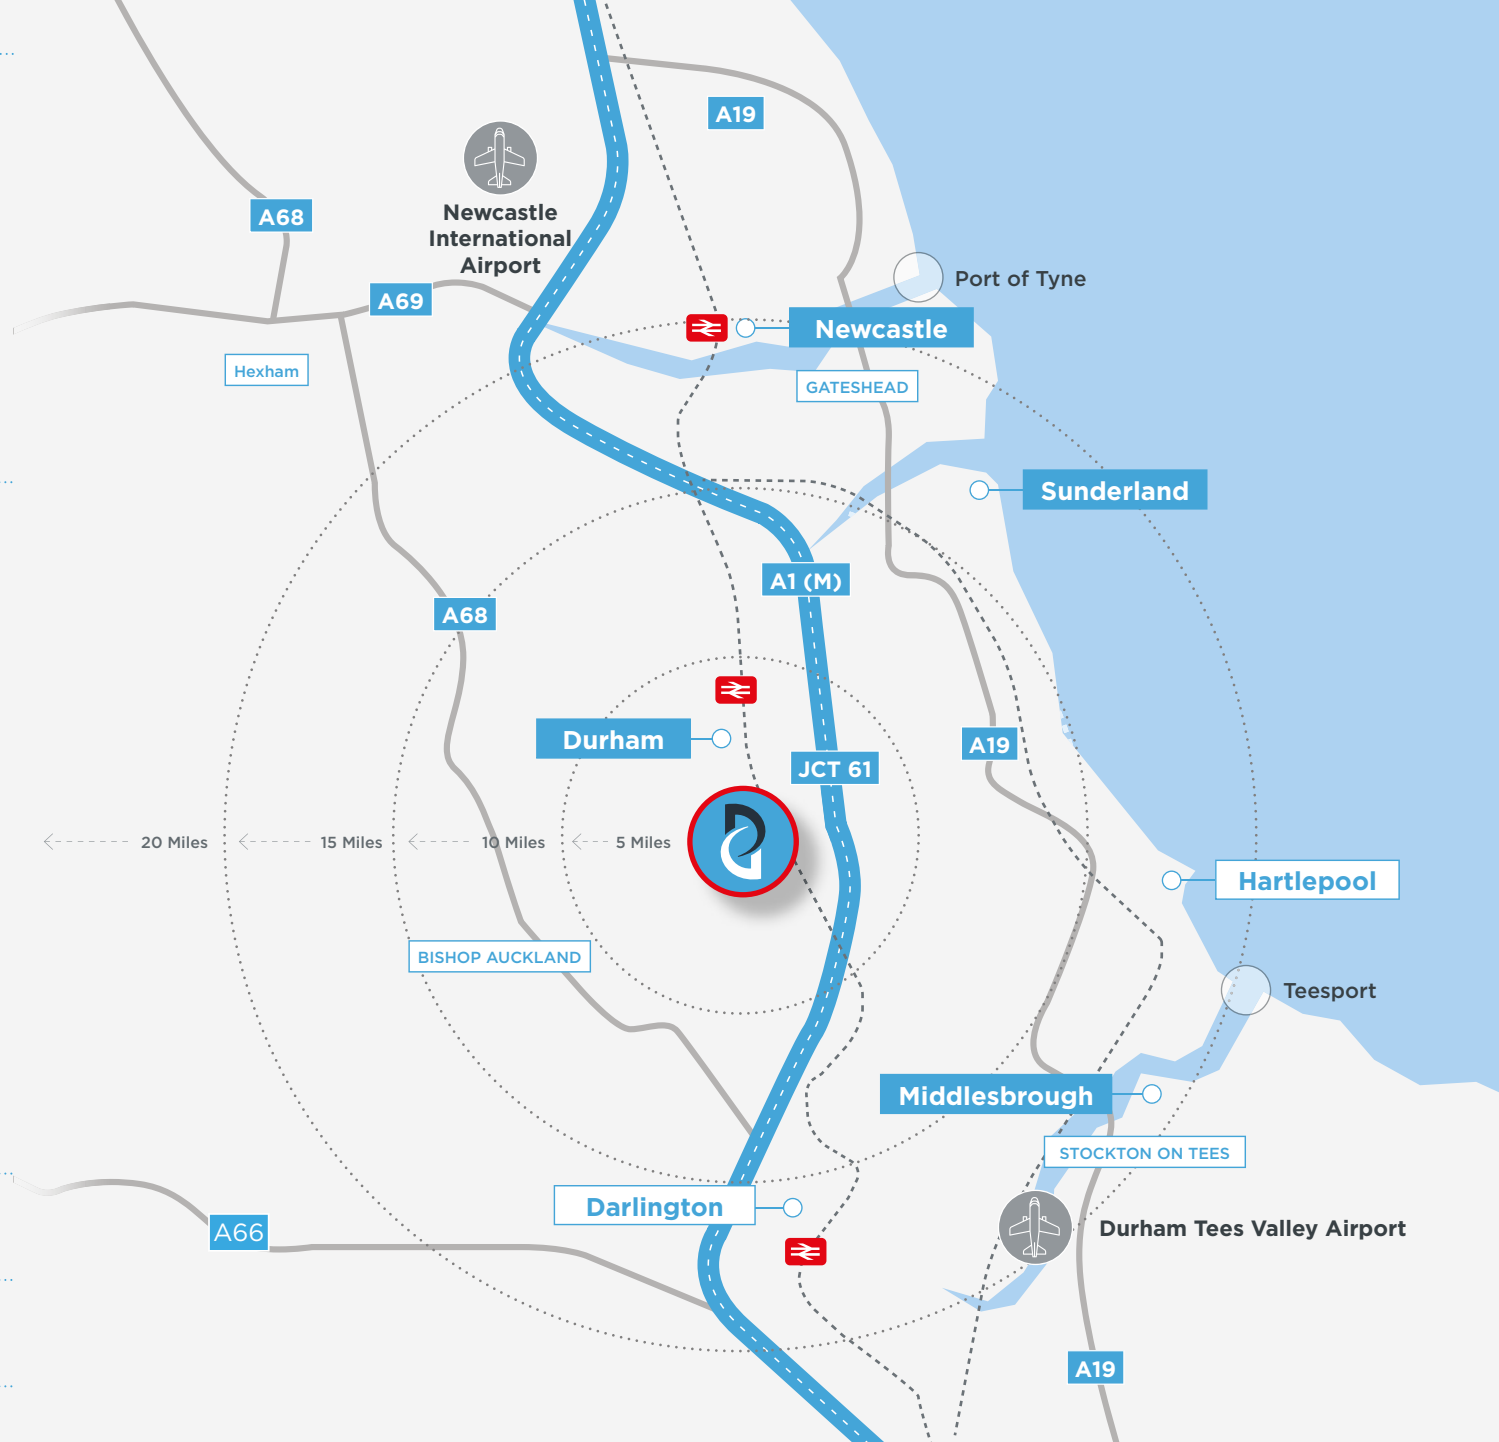 A19
A68
Newcastle
International
Airport
Port of Tyne
A69
Newcastle
Hexham
GATESHEAD
Sunderland
A1 (M)
A68
Durham
A19
JCT 61
20 Miles
15 Miles
10 Miles
5 Miles
Hartlepool
BISHOP AUCKLAND
Teesport
Middlesbrough
STOCKTON ON TEES
Darlington
A66
Durham Tees Valley Airport
A19